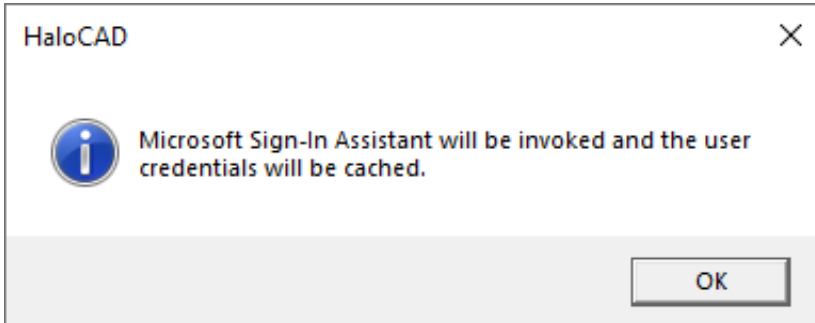 HaloCAD
Microsoft Sign-In Assistant will be invoked and the user
credentials will be cached.
OK